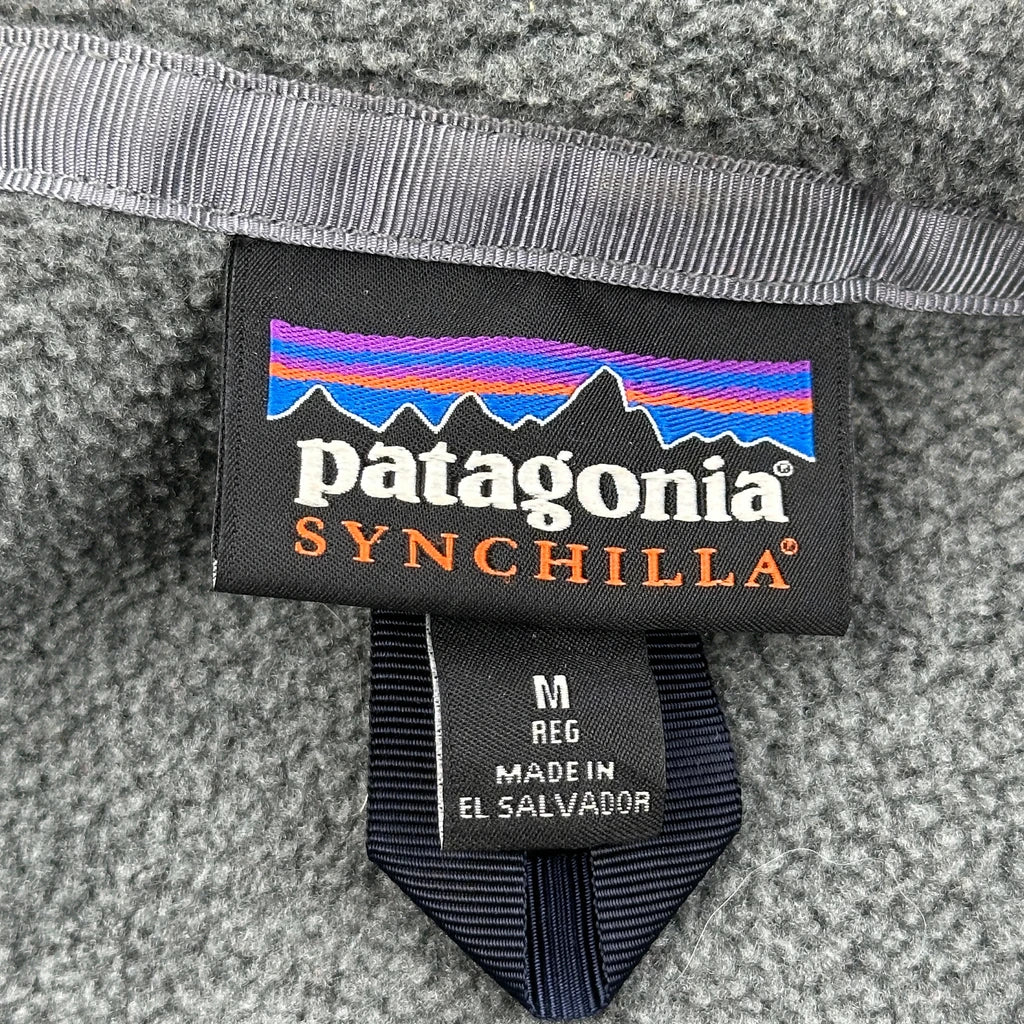 patagonia®
SYNCHILLA®
M
REG
MADE IN
EL SALVADOR